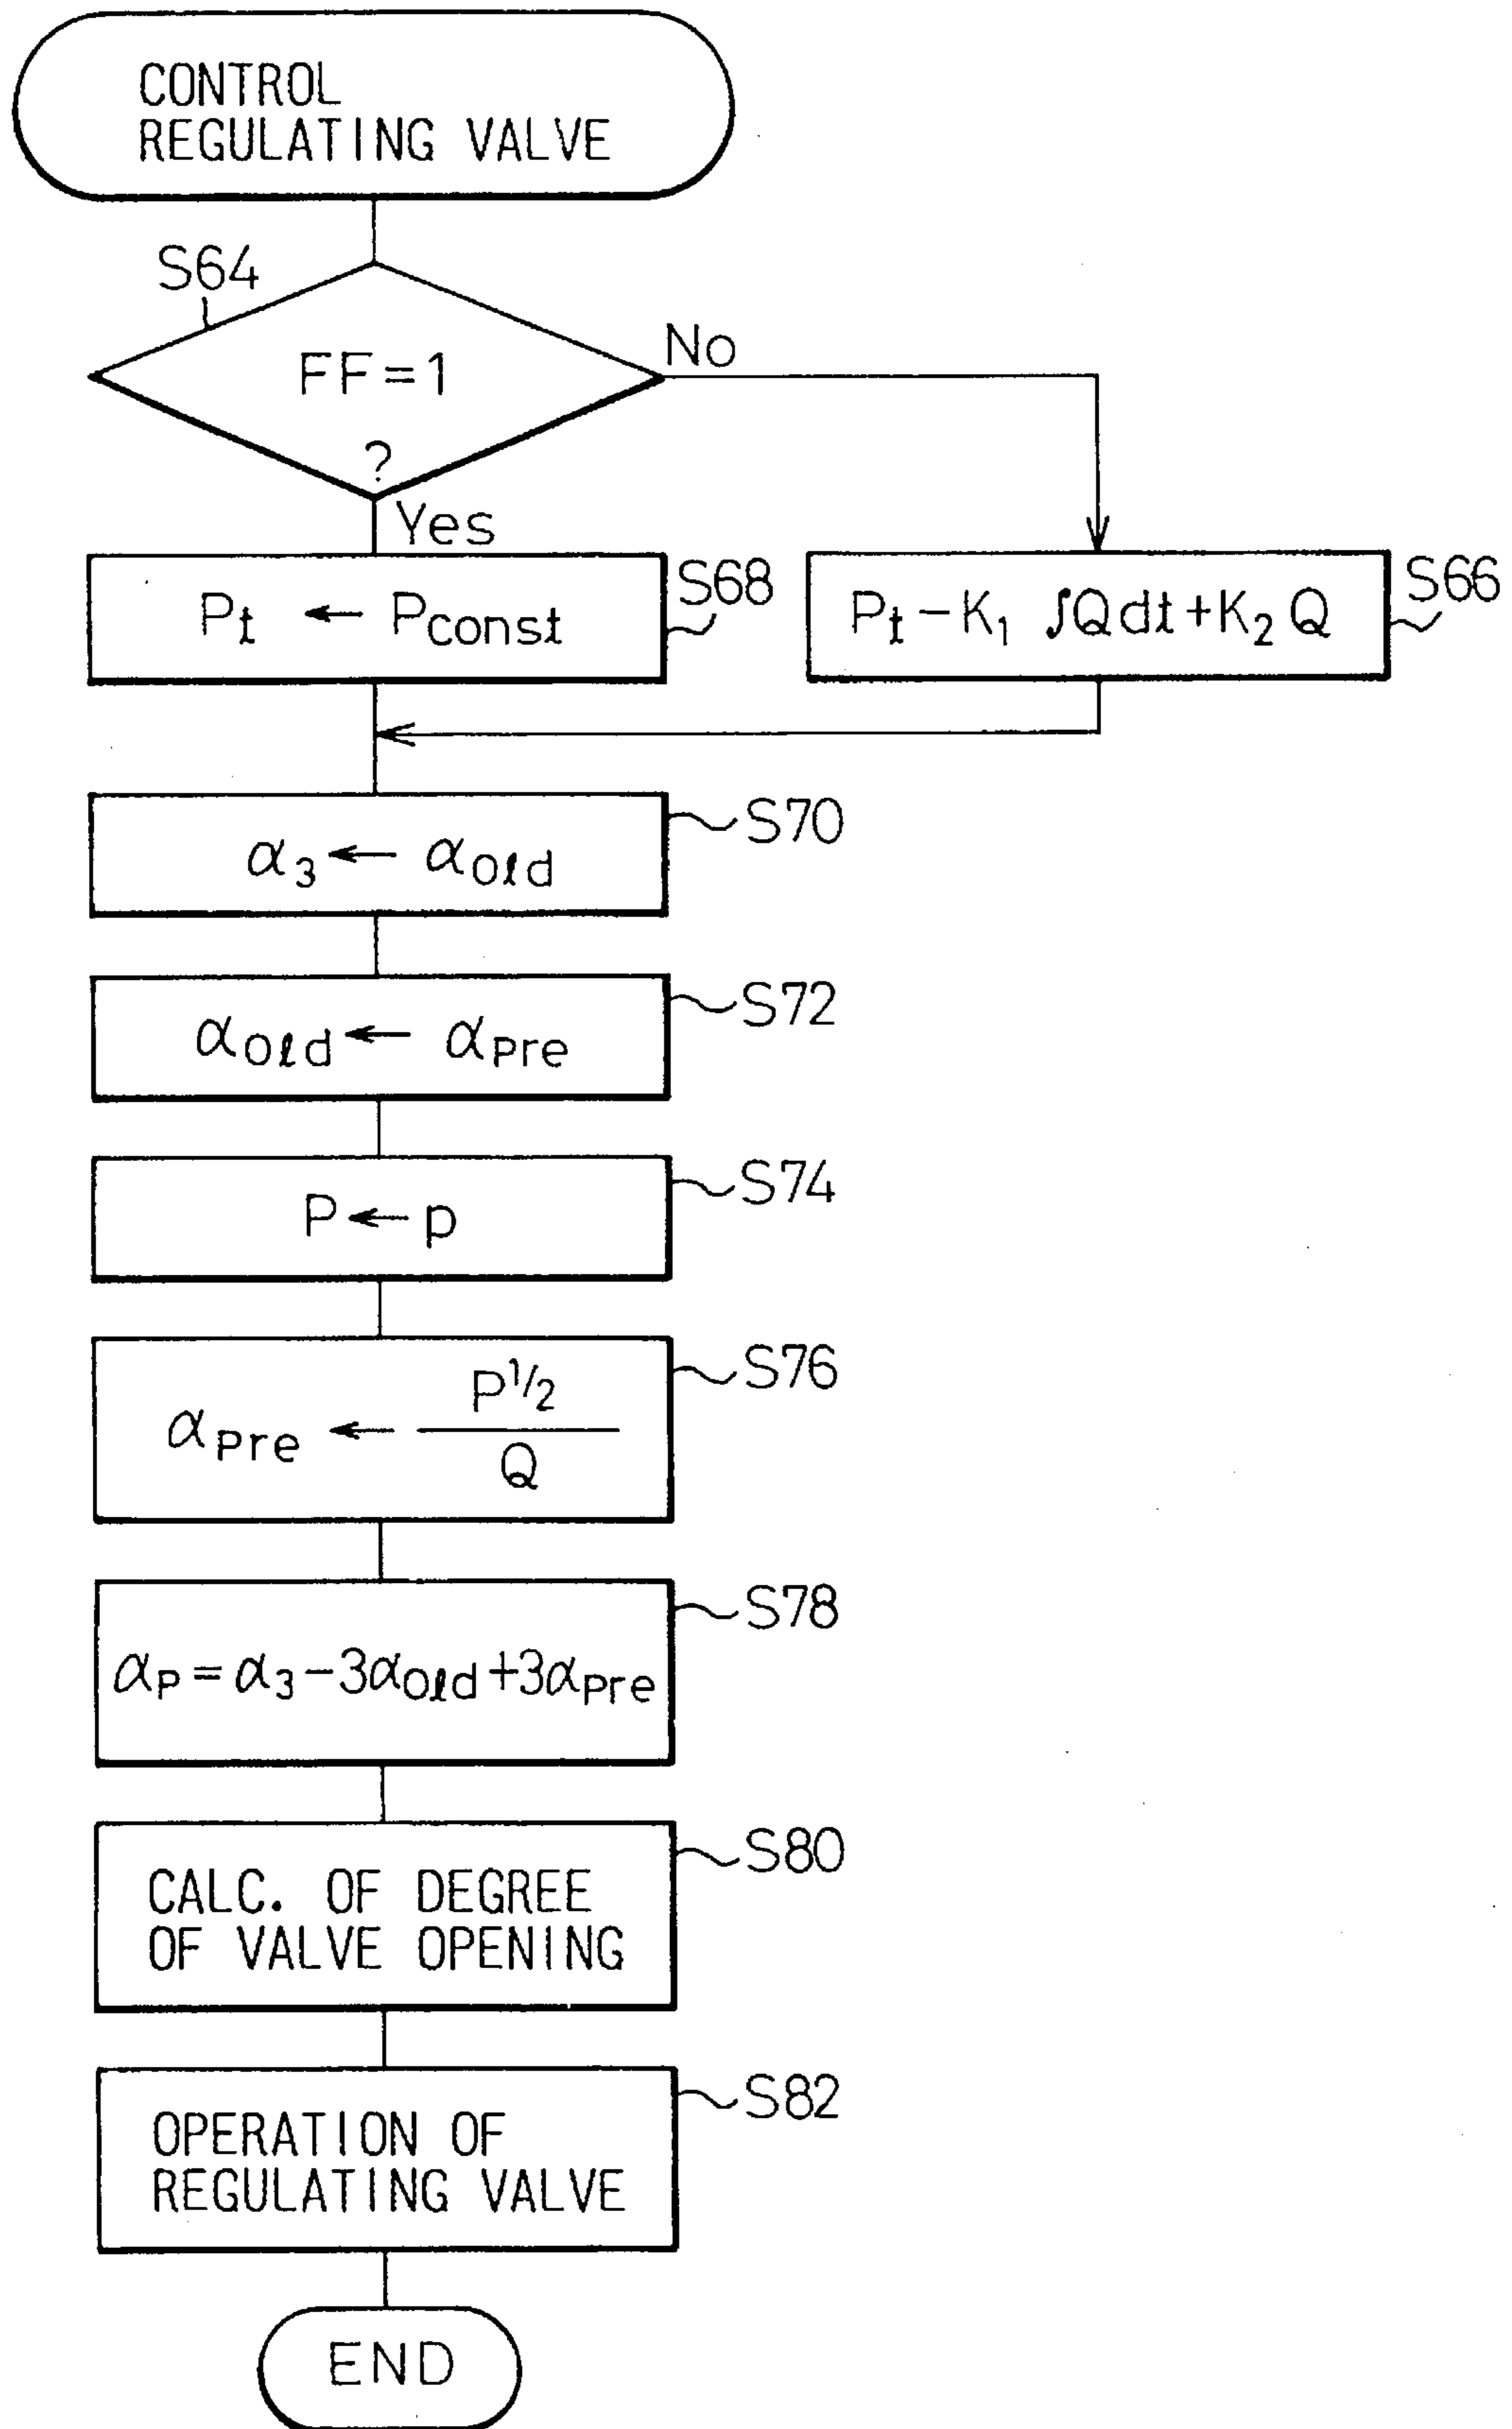 CONTROL
REGULATING VALVE
S64
FF=1
?
No
Yes
Pt ← Pconst
S68
Pt − K1 ∫Qdt + K2 Q
S66
α3 ← αOld
S70
αOld ← αPre
S72
P ← p
S74
αPre ← P^1/2 / Q
S76
αP = α3 − 3αOld + 3αPre
S78
CALC. OF DEGREE
OF VALVE OPENING
S80
OPERATION OF
REGULATING VALVE
S82
END